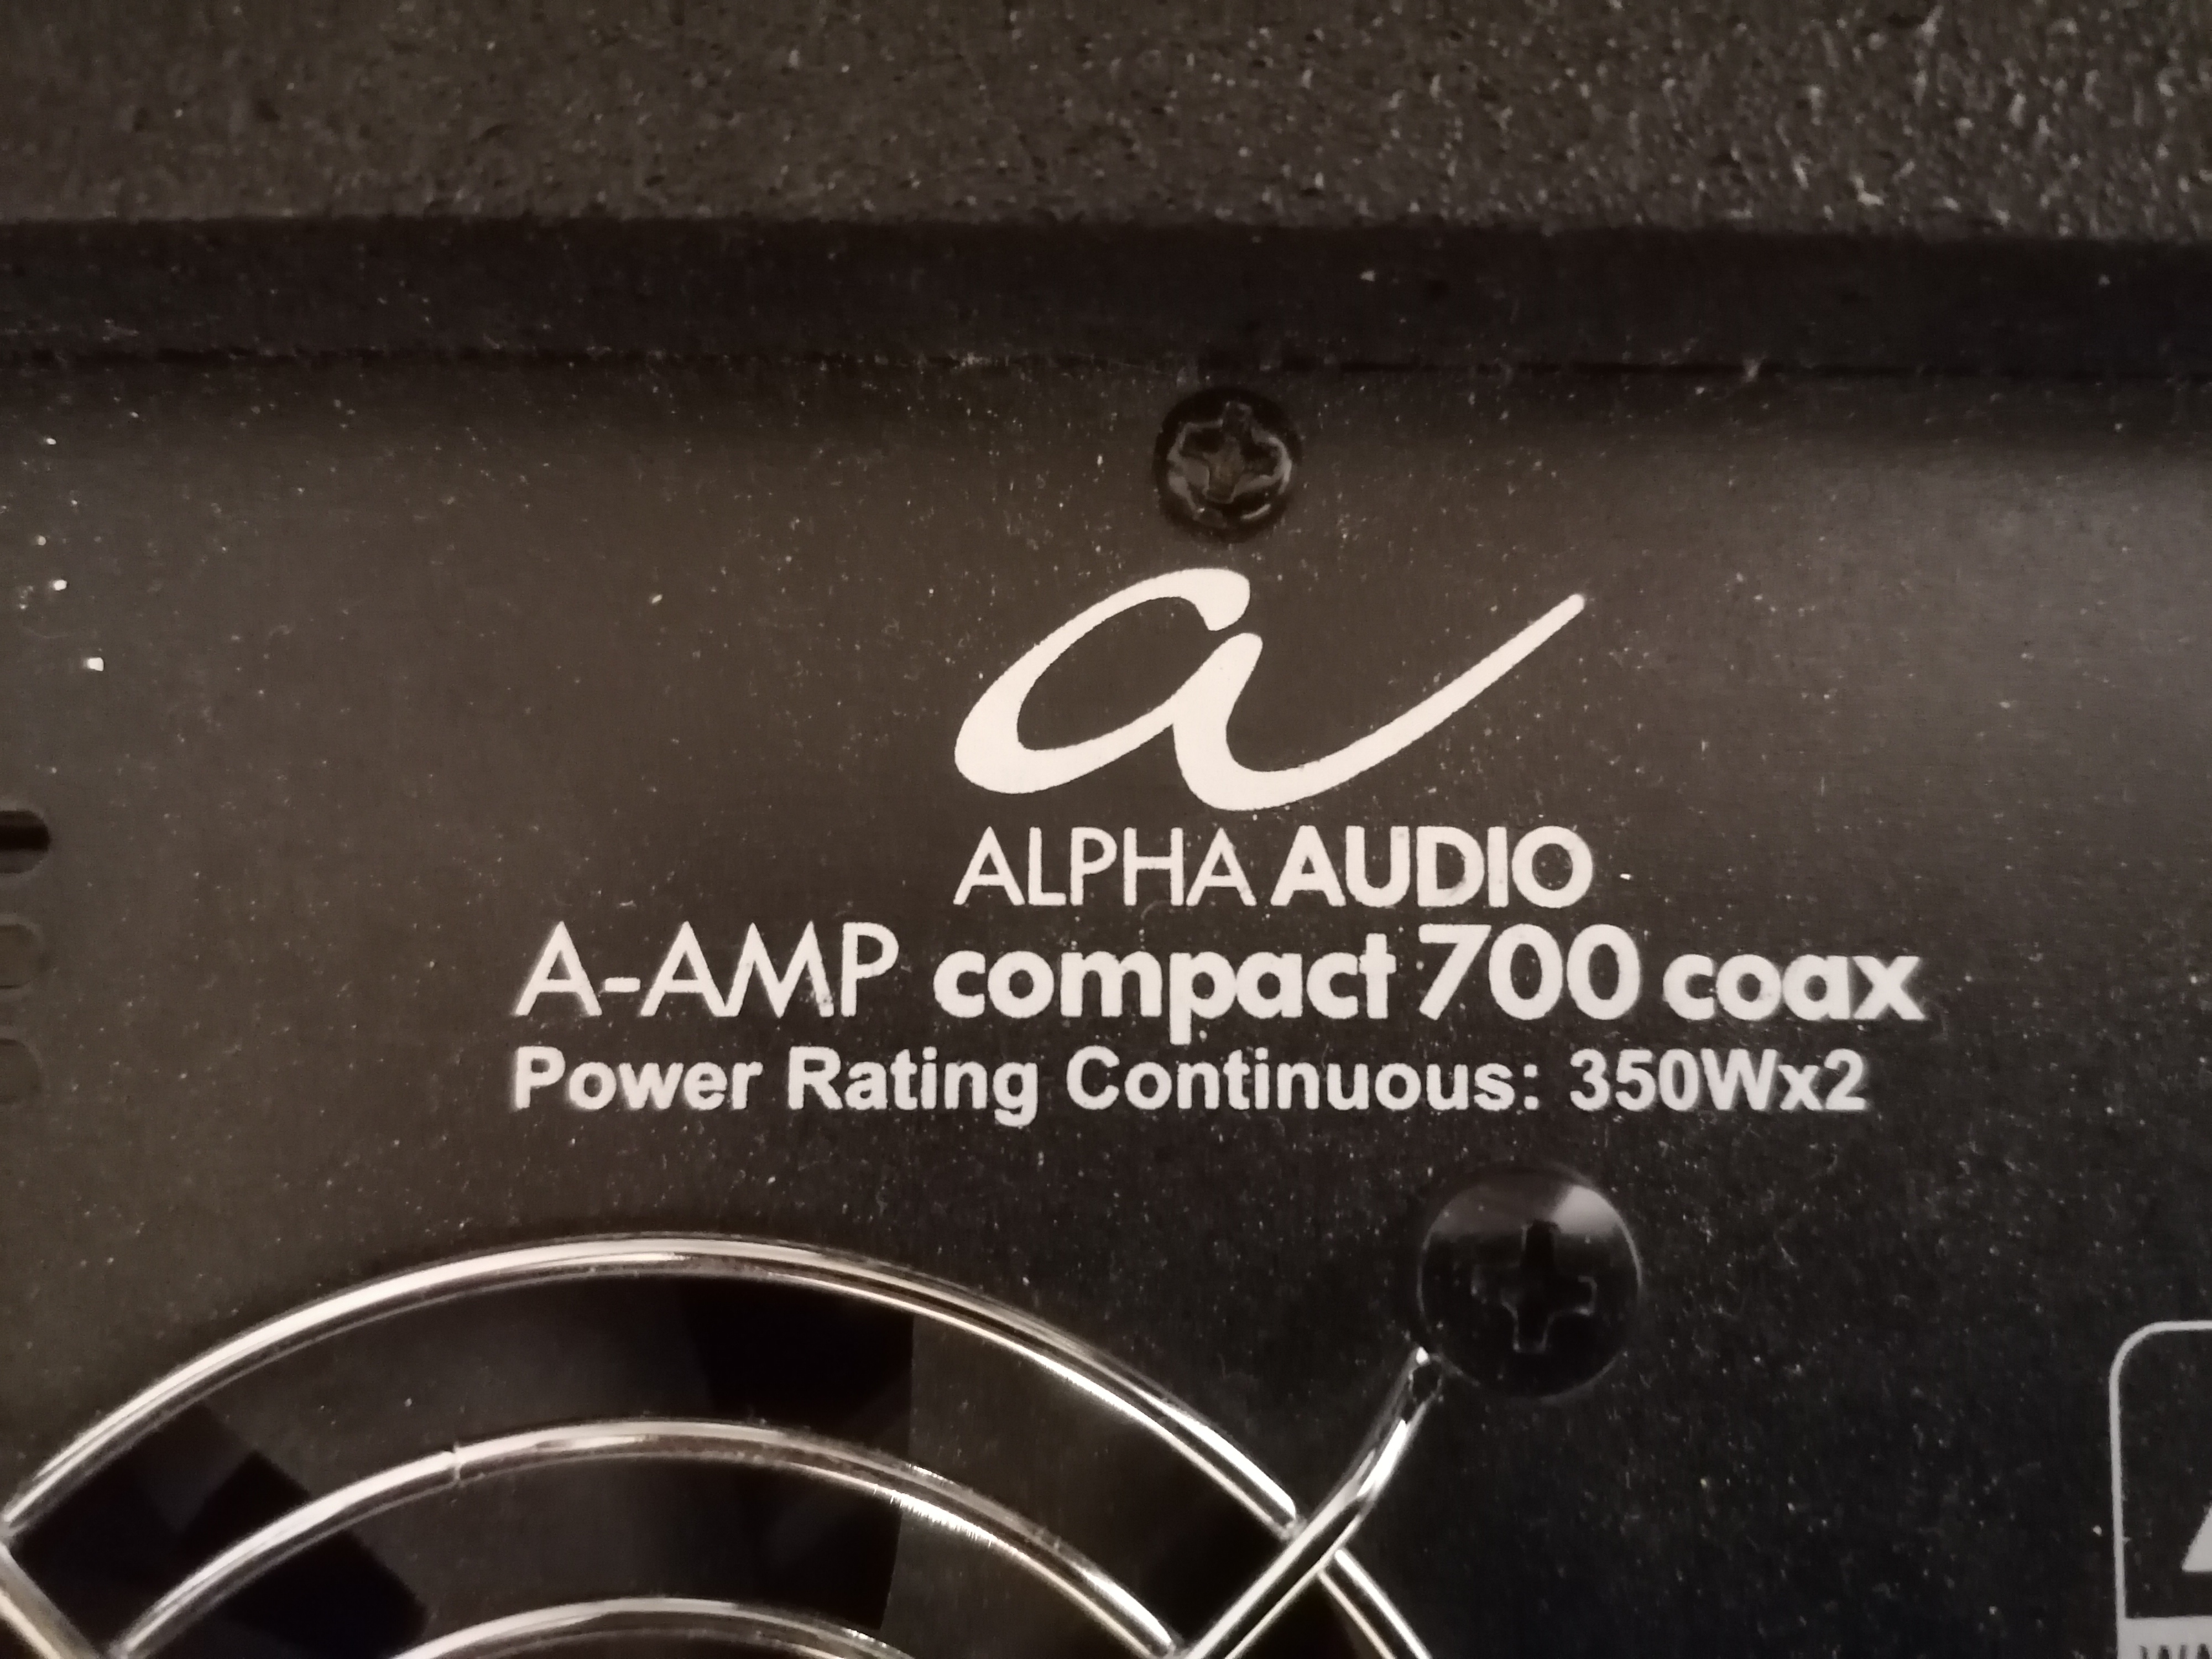 a
ALPHA AUDIO
A-AMP compact 700 coax
Power Rating Continuous: 350Wx2